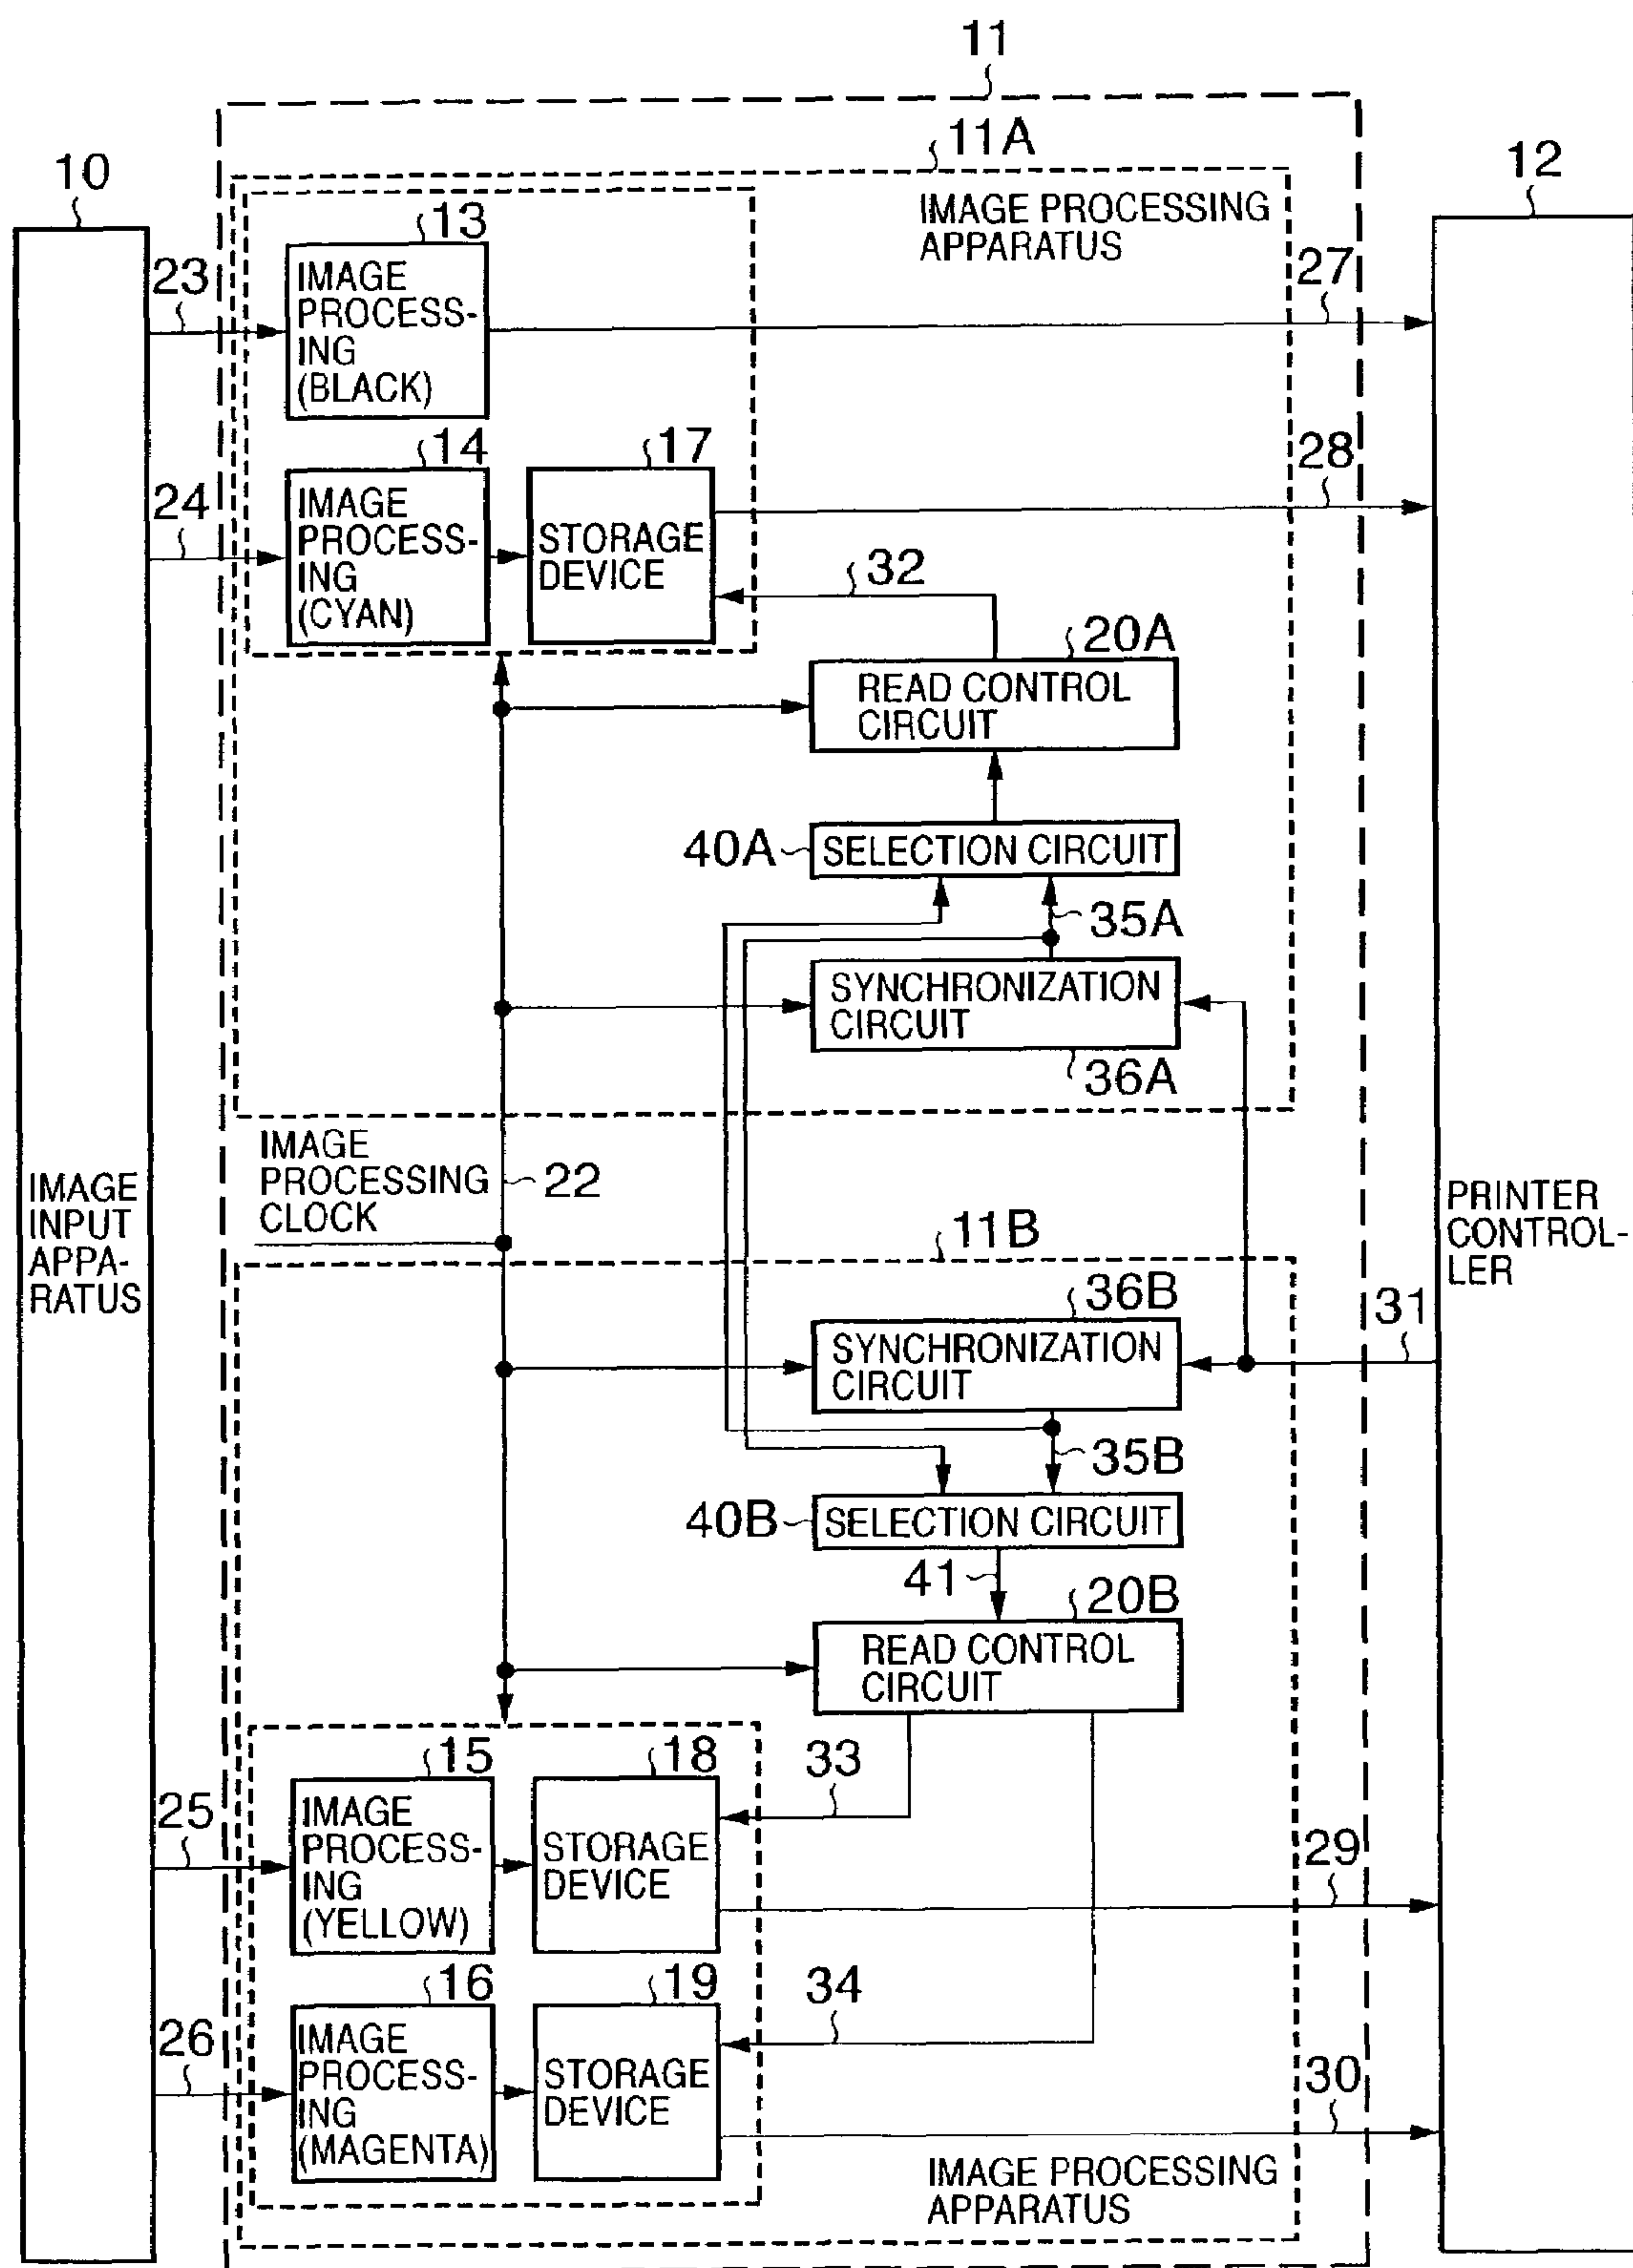 11
11A
10
12
IMAGE PROCESSING
APPARATUS
13
23
IMAGE
PROCESS-
ING
(BLACK)
27
14
17
24
IMAGE
PROCESS-
ING
(CYAN)
STORAGE
DEVICE
28
32
20A
READ CONTROL
CIRCUIT
40A
SELECTION CIRCUIT
35A
SYNCHRONIZATION
CIRCUIT
36A
IMAGE
PROCESSING
CLOCK
22
IMAGE
INPUT
APPA-
RATUS
PRINTER
CONTROL-
LER
11B
36B
SYNCHRONIZATION
CIRCUIT
31
35B
40B
SELECTION CIRCUIT
41
20B
READ CONTROL
CIRCUIT
15
18
33
25
IMAGE
PROCESS-
ING
(YELLOW)
STORAGE
DEVICE
29
16
19
34
26
IMAGE
PROCESS-
ING
(MAGENTA)
STORAGE
DEVICE
30
IMAGE PROCESSING
APPARATUS